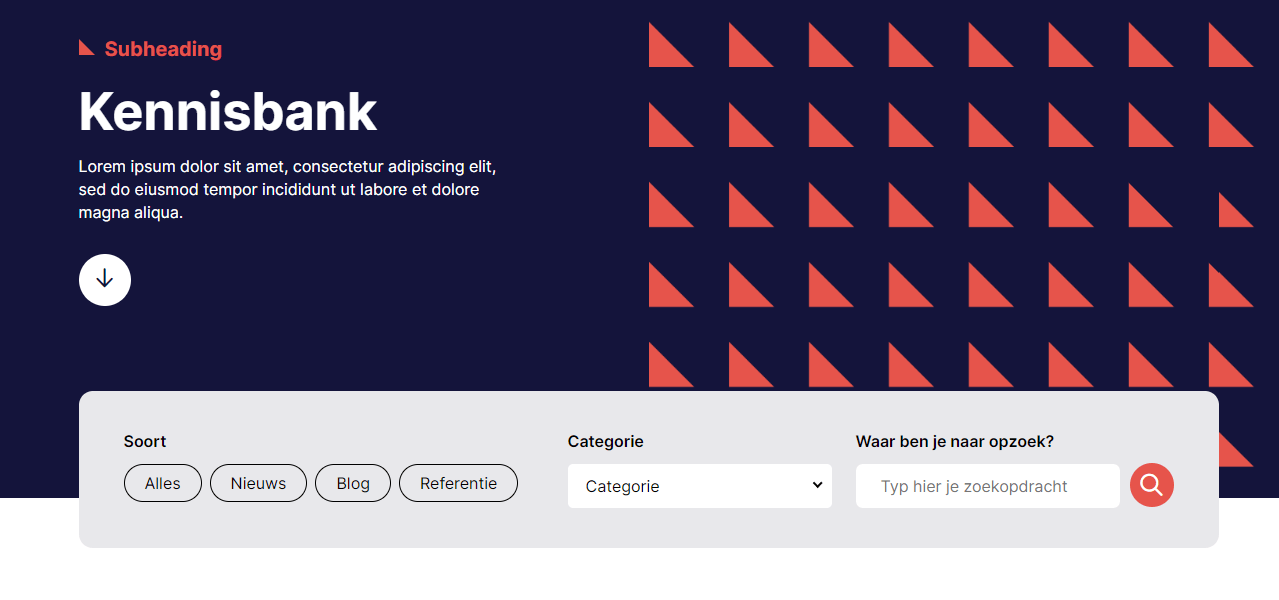 Subheading
Kennisbank
Lorem ipsum dolor sit amet, consectetur adipiscing elit,
sed do eiusmod tempor incididunt ut labore et dolore
magna aliqua.
Soort
Alles Nieuws Blog Referentie
Categorie
Categorie
Waar ben je naar opzoek?
Typ hier je zoekopdracht